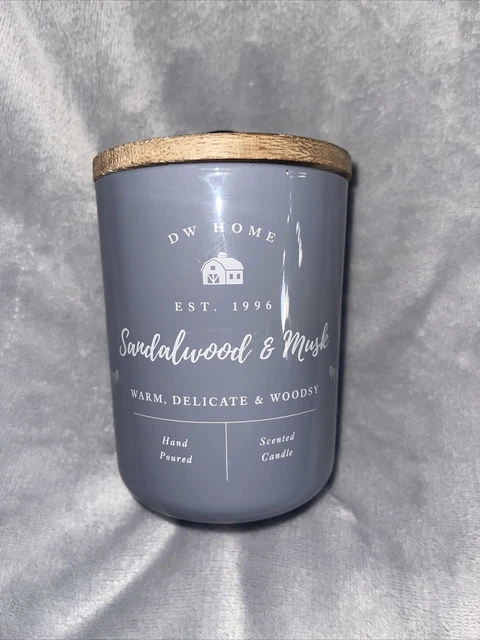 DW HOME
EST. 1996
Sandalwood & Musk
WARM, DELICATE & WOODSY
Hand
Poured
Scented
Candle